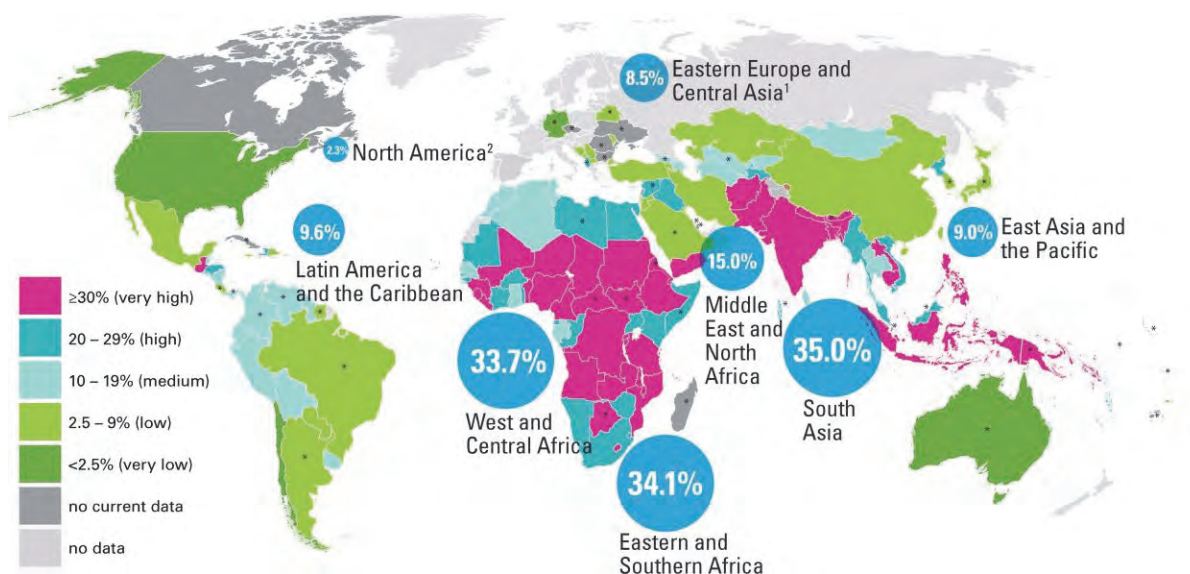 8.5%
Eastern Europe and
Central Asia¹
2.3%
North America²
9.6%
Latin America
and the Caribbean
9.0%
East Asia and
the Pacific
15.0%
Middle
East and
North
Africa
33.7%
West and
Central Africa
35.0%
South
Asia
34.1%
Eastern and
Southern Africa
≥30% (very high)
20 – 29% (high)
10 – 19% (medium)
2.5 – 9% (low)
<2.5% (very low)
no current data
no data